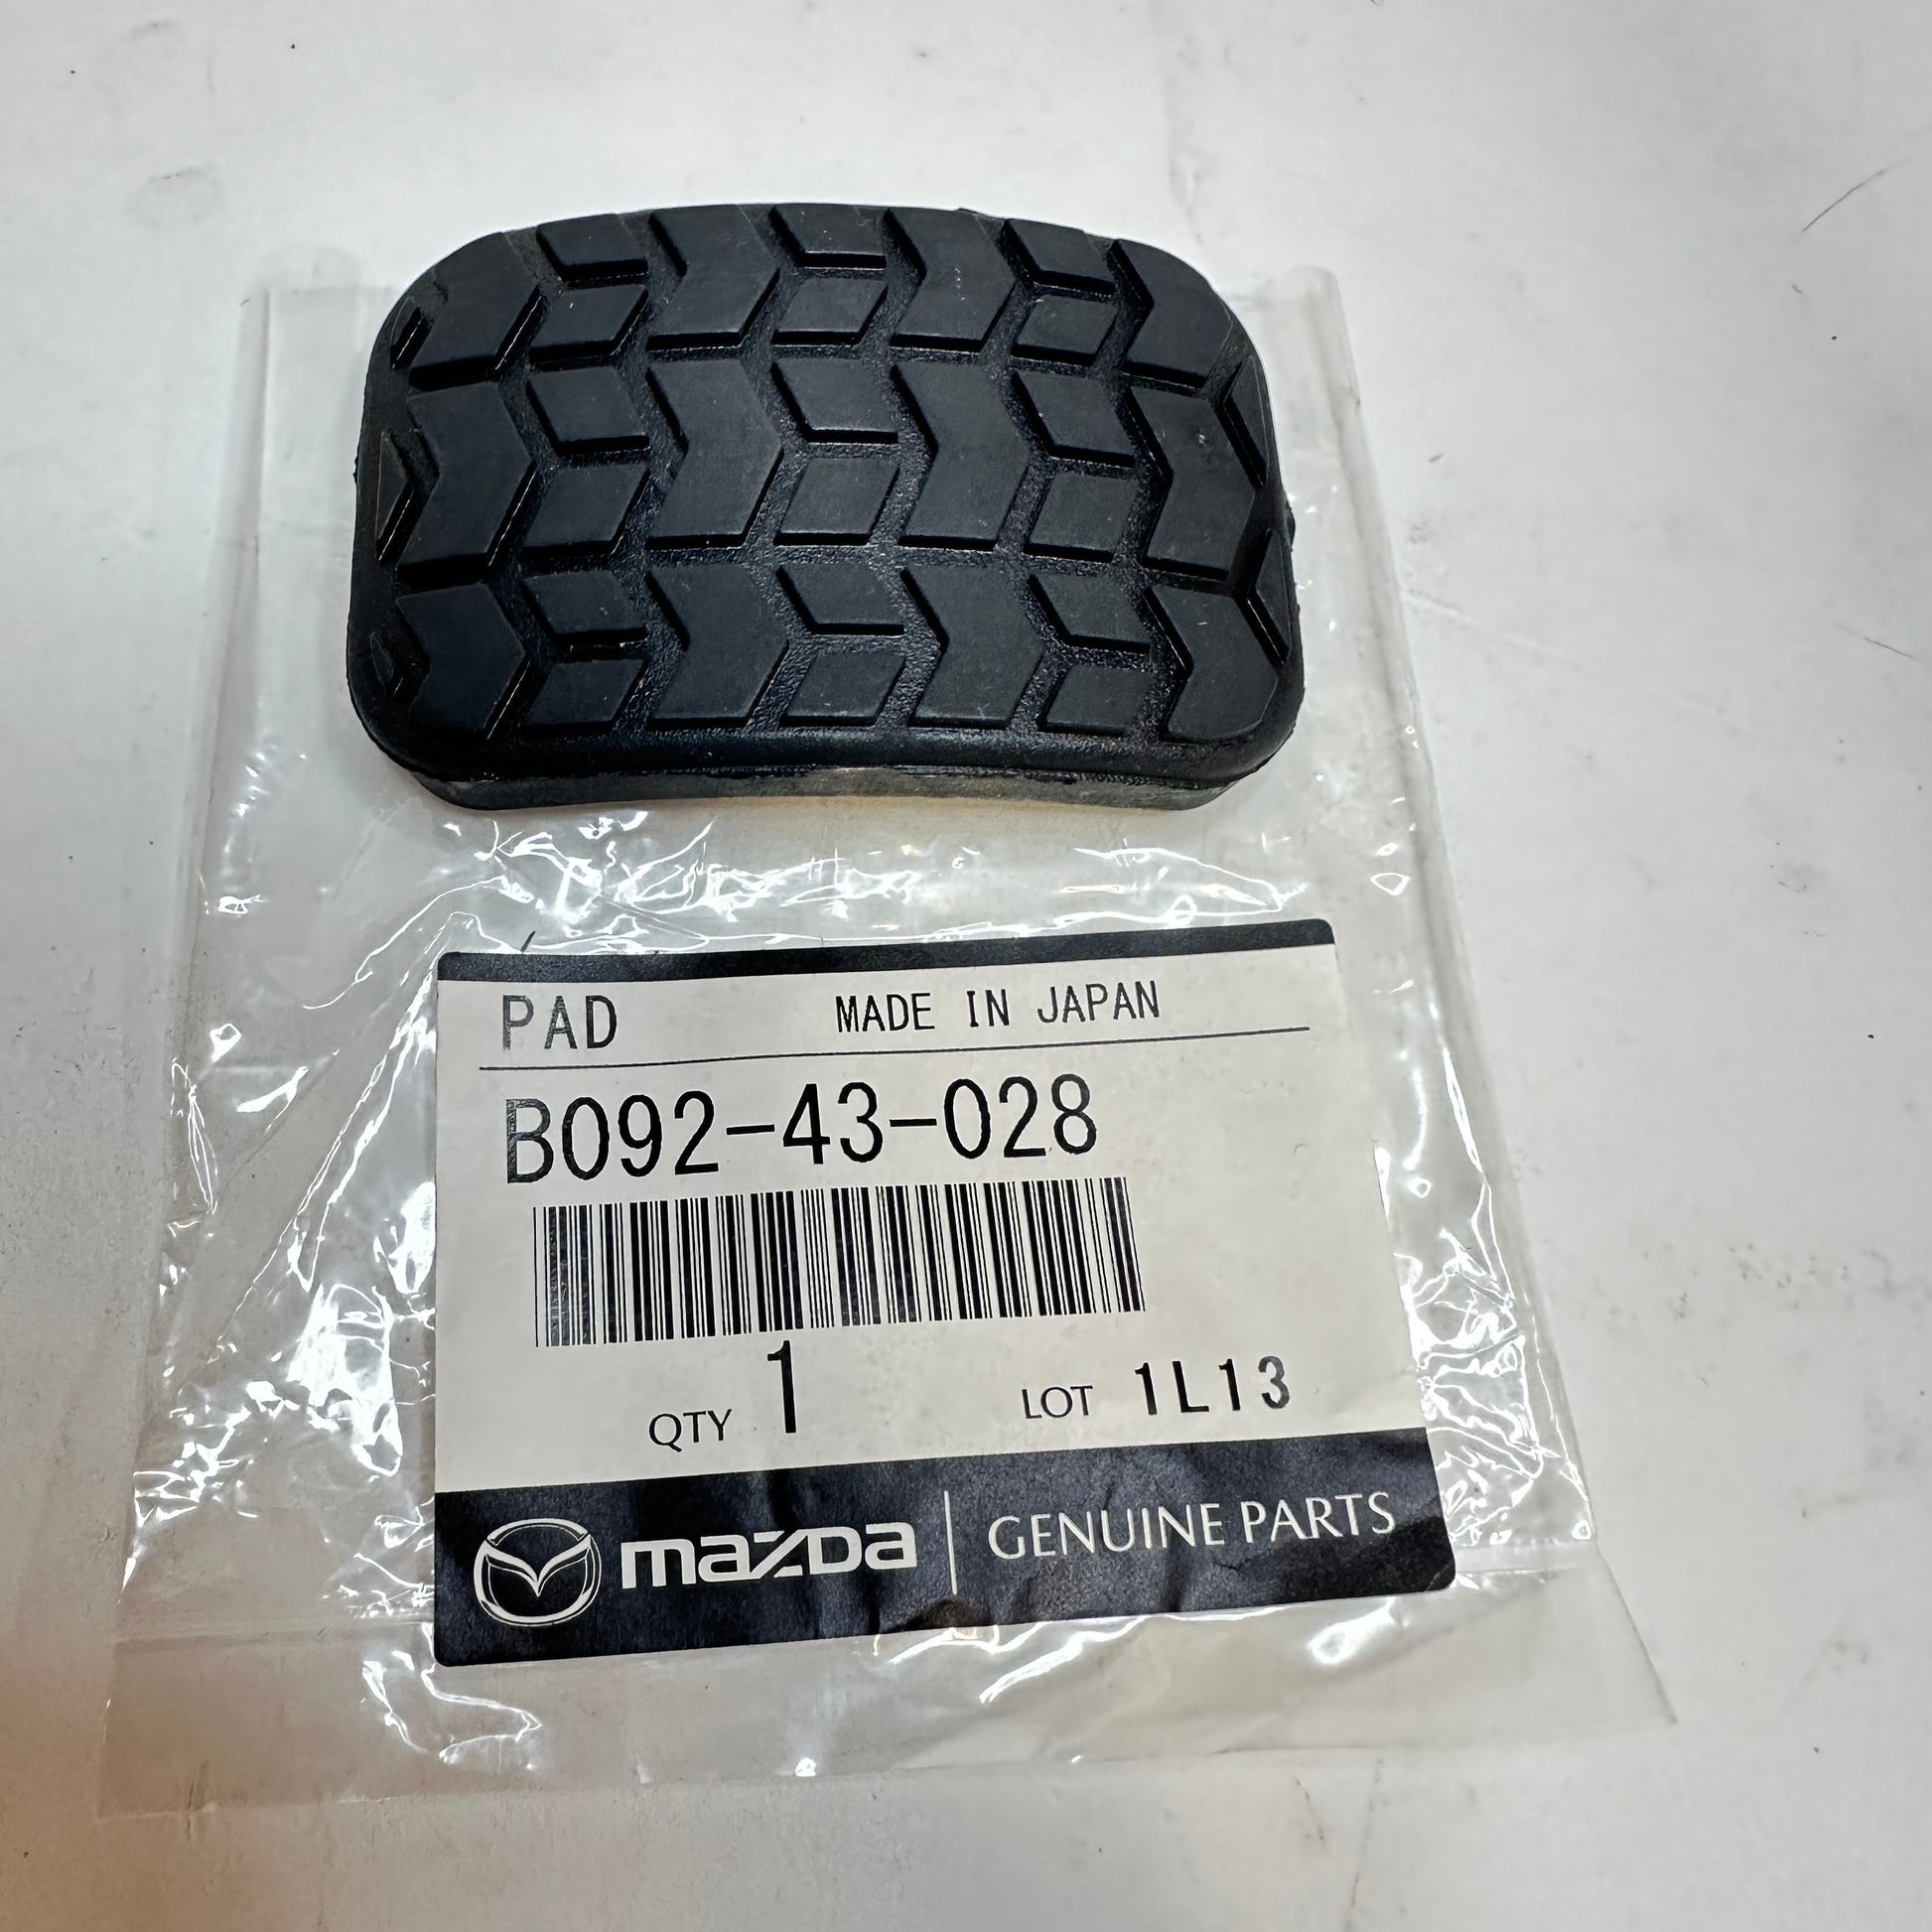 PAD MADE IN JAPAN
B092-43-028
QTY 1 LOT 1L13
mazda GENUINE PARTS